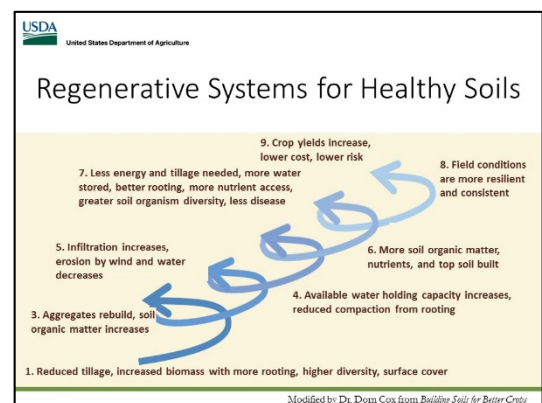 USDA
United States Department of Agriculture
Regenerative Systems for Healthy Soils
9. Crop yields increase,
lower cost, lower risk
7. Less energy and tillage needed, more water
stored, better rooting, more nutrient access,
greater soil organism diversity, less disease
8. Field conditions
are more resilient
and consistent
5. Infiltration increases,
erosion by wind and water
decreases
6. More soil organic matter,
nutrients, and top soil built
3. Aggregates rebuild, soil
organic matter increases
4. Available water holding capacity increases,
reduced compaction from rooting
1. Reduced tillage, increased biomass with more rooting, higher diversity, surface cover
Modified by Dr. Dorn Cox from Building Soils for Better Crops